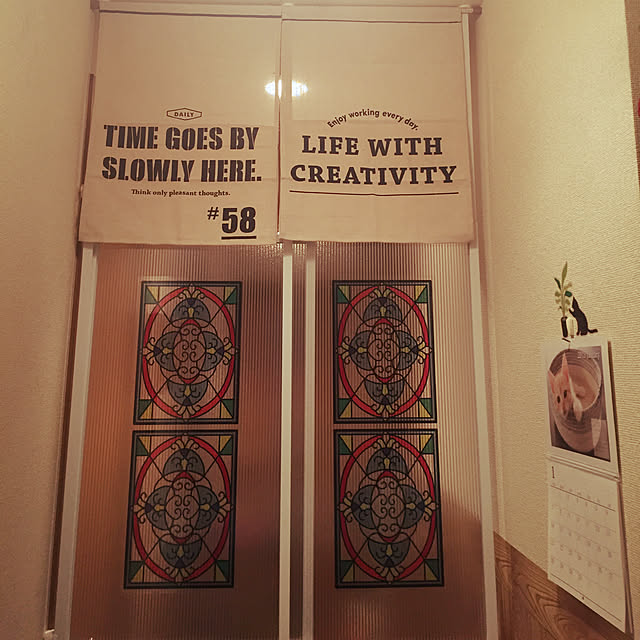 DAILY
TIME GOES BY
SLOWLY HERE.
Think only pleasant thoughts.
#58
Enjoy working every day.
LIFE WITH
CREATIVITY
1